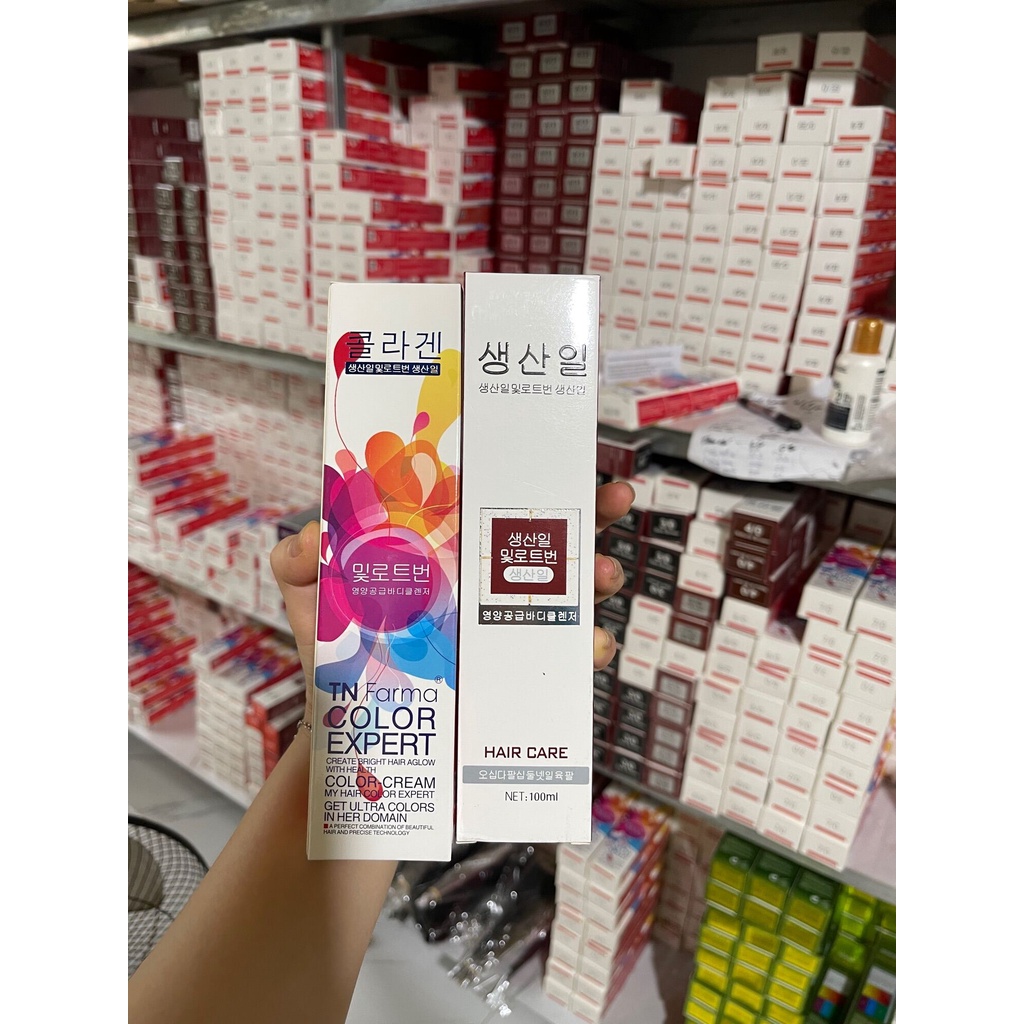 콜라겐
생산일및로트번 생산일
및로트번
영양공급바디클렌저
TN Farma®
COLOR
EXPERT
CREATE BRIGHT HAIR AGLOW
WITH HEALTH
COLOR-CREAM
MY HAIR COLOR EXPERT
GET ULTRA COLORS
IN HER DOMAIN
A PERFECT COMBINATION OF BEAUTIFUL
HAIR AND PRECISE TECHNOLOGY
생산일
생산일및로트번 생산일
생산일
및로트번
생산일
영양공급바디클렌저
HAIR CARE
오십다팔십둘넷일육팔
NET: 100ml